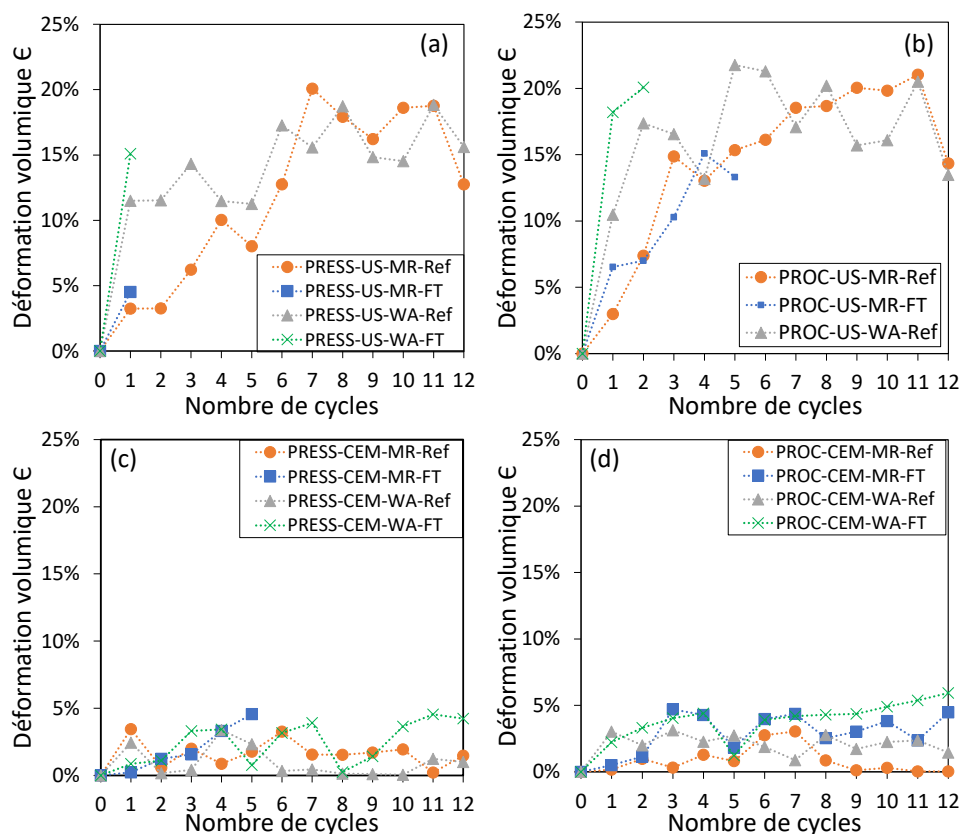 (a)
25%
20%
15%
10%
5%
0%
Déformation volumique Є
PRESS-US-MR-Ref
PRESS-US-MR-FT
PRESS-US-WA-Ref
PRESS-US-WA-FT
0 1 2 3 4 5 6 7 8 9 10 11 12
Nombre de cycles
(b)
25%
20%
15%
10%
5%
0%
Déformation volumique Є
PROC-US-MR-Ref
PROC-US-MR-FT
PROC-US-WA-Ref
0 1 2 3 4 5 6 7 8 9 10 11 12
Nombre de cycles
(c)
25%
20%
15%
10%
5%
0%
Déformation volumique Є
PRESS-CEM-MR-Ref
PRESS-CEM-MR-FT
PRESS-CEM-WA-Ref
PRESS-CEM-WA-FT
0 1 2 3 4 5 6 7 8 9 10 11 12
Nombre de cycles
(d)
25%
20%
15%
10%
5%
0%
Déformation volumique Є
PROC-CEM-MR-Ref
PROC-CEM-MR-FT
PROC-CEM-WA-Ref
PROC-CEM-WA-FT
0 1 2 3 4 5 6 7 8 9 10 11 12
Nombre de cycles